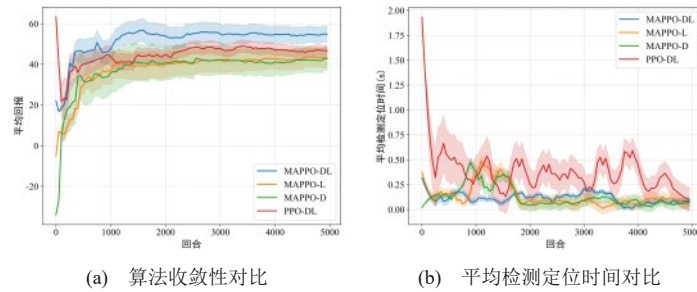 60
40
20
0
-20
平均回报
MAPPO-DL
MAPPO-L
MAPPO-D
PPO-DL
0 1000 2000 3000 4000 5000
回合
(a) 算法收敛性对比
2.00
1.75
1.50
1.25
1.00
0.75
0.50
0.25
0.00
平均检测定位时间(s)
MAPPO-DL
MAPPO-L
MAPPO-D
PPO-DL
0 1000 2000 3000 4000 5000
回合
(b) 平均检测定位时间对比